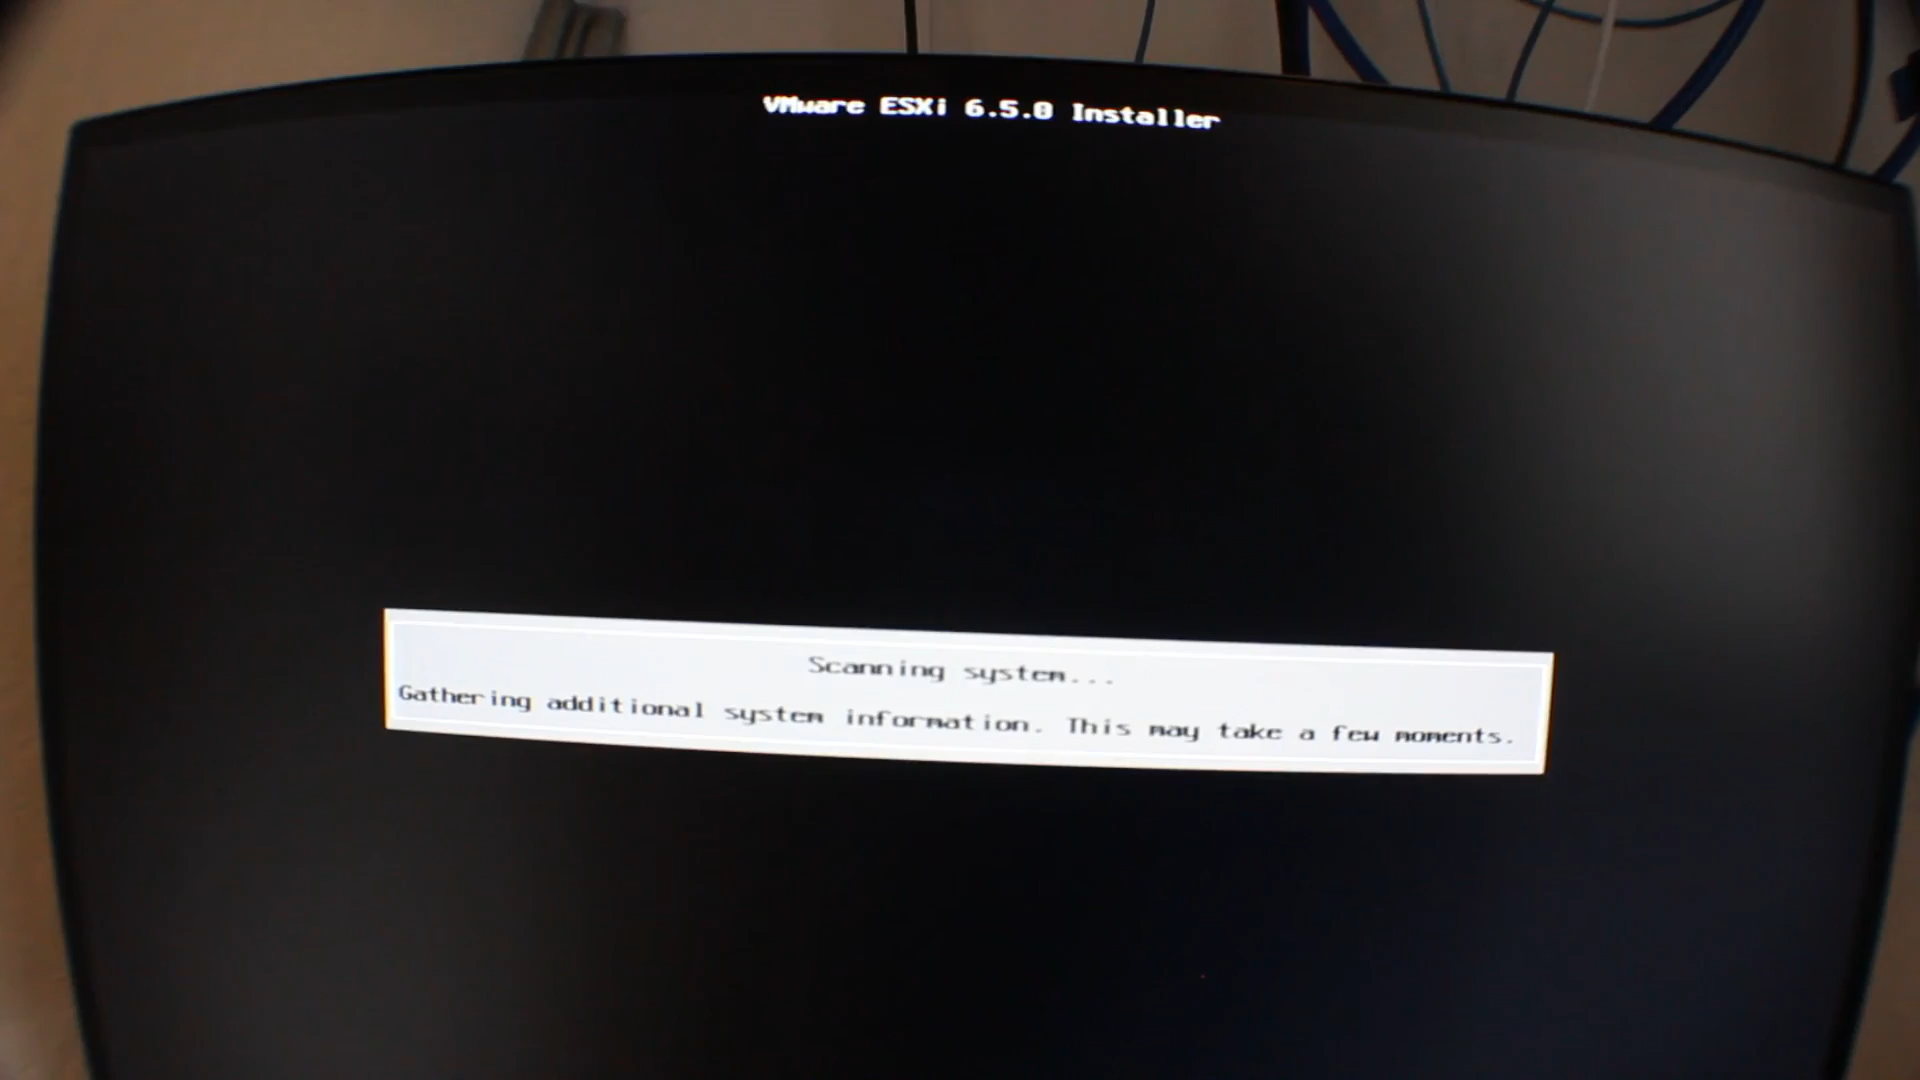 VMware ESXi 6.5.0 Installer
Scanning system...
Gathering additional system information. This may take a few moments.